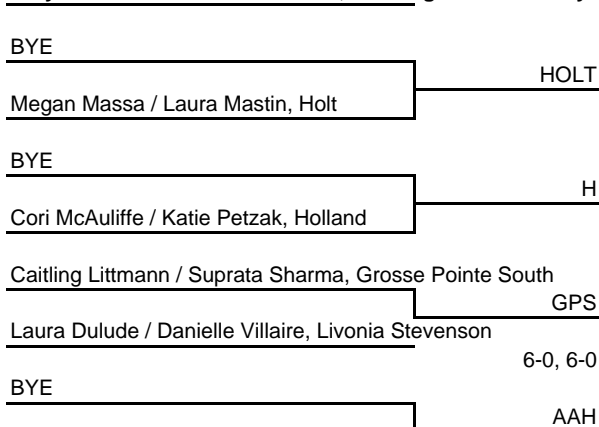 BYE
HOLT
Megan Massa / Laura Mastin, Holt
BYE
H
Cori McAuliffe / Katie Petzak, Holland
Caitling Littmann / Suprata Sharma, Grosse Pointe South
GPS
Laura Dulude / Danielle Villaire, Livonia Stevenson
6-0, 6-0
BYE
AAH